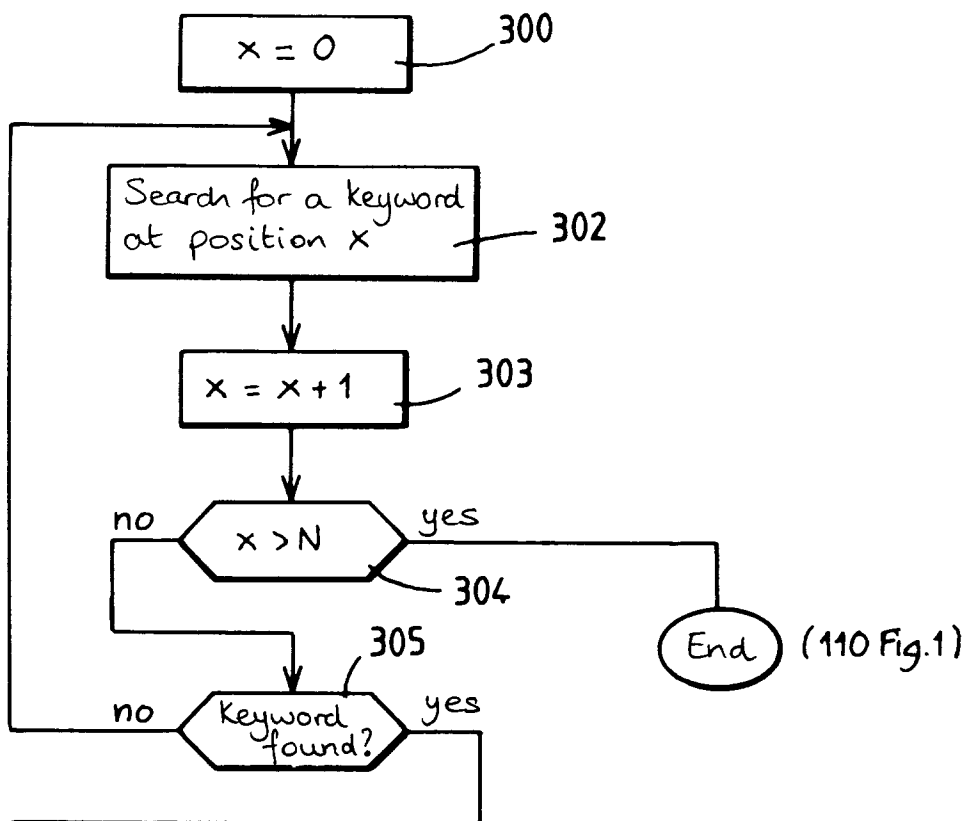 x = 0
300
Search for a keyword
at position x
302
x = x + 1
303
no
x > N
yes
304
End
(110 Fig.1)
305
no
Keyword
found?
yes